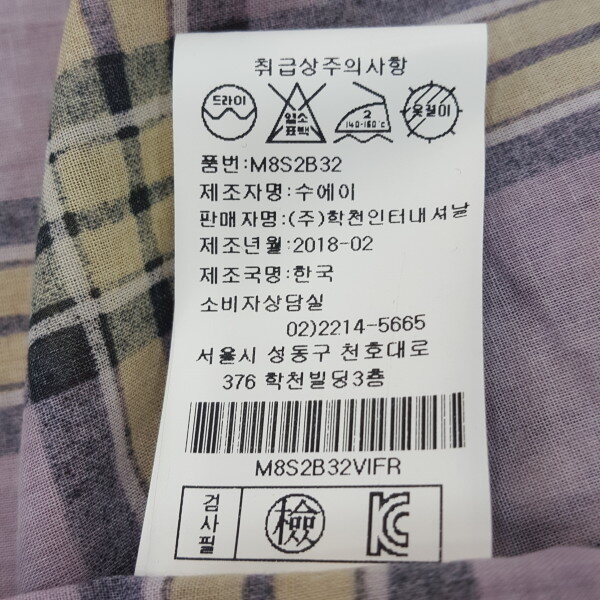 취급상주의사항
드라이 염소 표백 2 140-160℃ 옷걸이
품번:M8S2B32
제조자명:수에이
판매자명:(주)학천인터내셔날
제조년월:2018-02
제조국명:한국
소비자상담실
02)2214-5665
서울시 성동구 천호대로
376 학천빌딩3층
M8S2B32VIFR
검사필 檢 KC